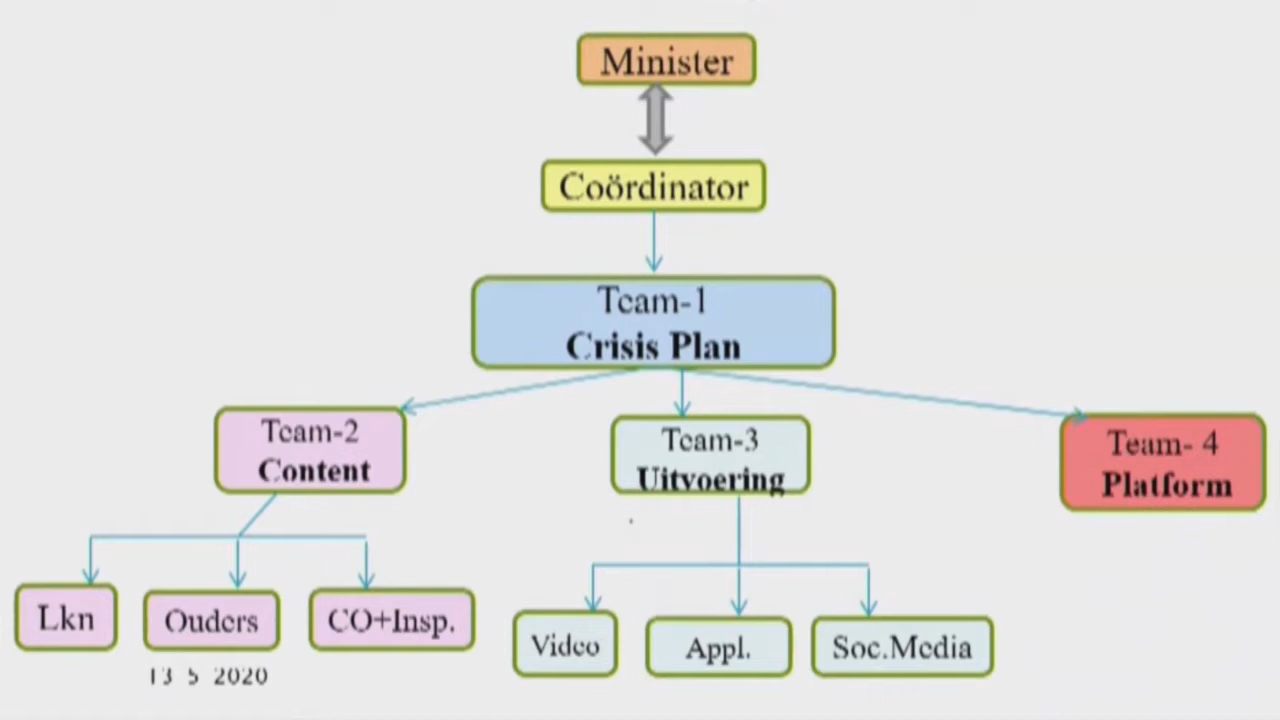 Minister
Coördinator
Team-1
Crisis Plan
Team-2
Content
Team-3
Uitvoering
Team- 4
Platform
Lkn
Ouders
CO+Insp.
Video
Appl.
Soc.Media
13 5 2020